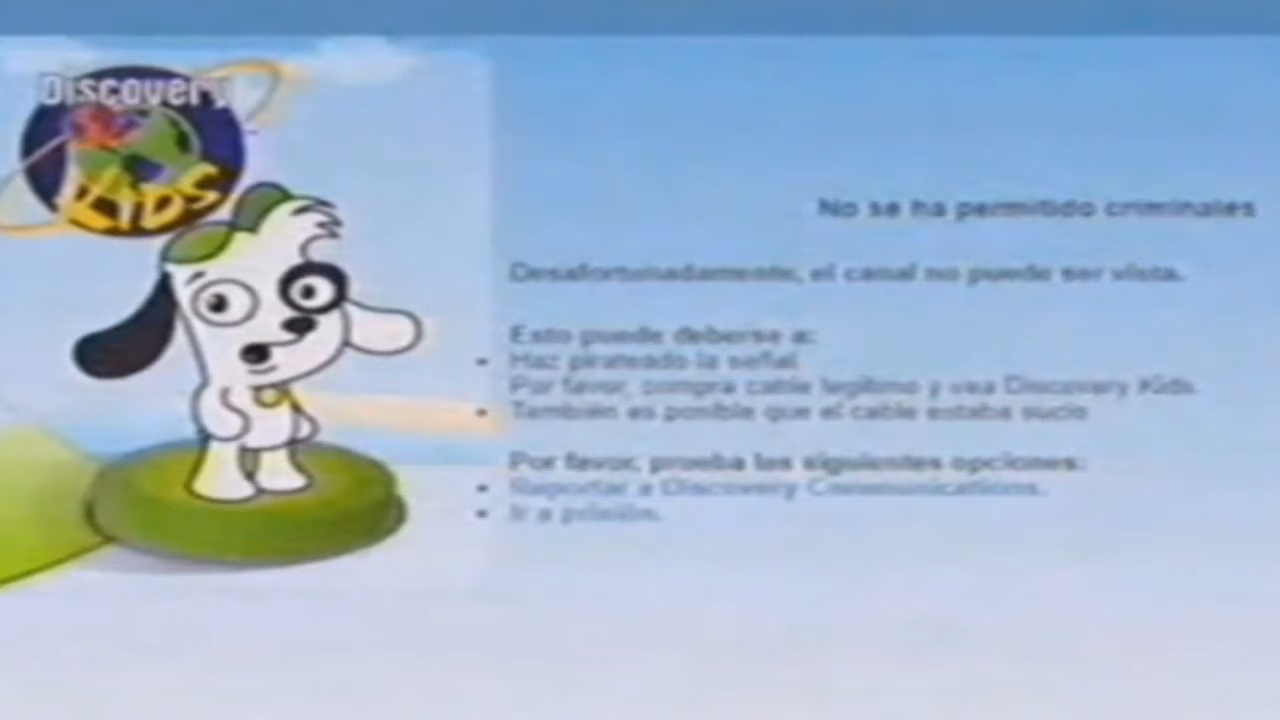 Discovery
KIDS
No se ha permitido criminales
Desafortunadamente, el canal no puede ser vista.
Esto puede deberse a:
• Haz pirateado la señal.
Por favor, compra cable legitimo y vea Discovery Kids.
• También es posible que el cable estaba sucio
Por favor, prueba las siguientes opciones:
• Reportar a Discovery Communications.
• Ir a prisión.